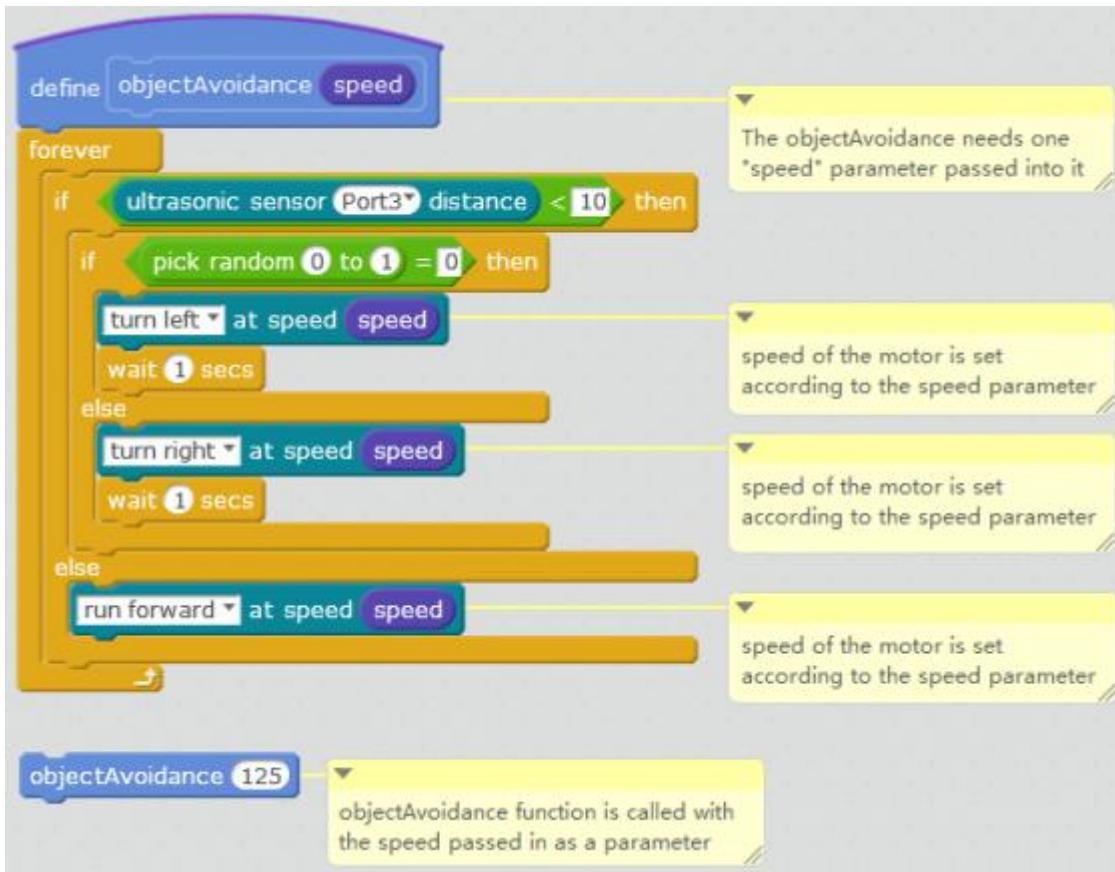 define objectAvoidance speed
The objectAvoidance needs one
"speed" parameter passed into it
forever
if ultrasonic sensor Port3 distance < 10 then
if pick random 0 to 1 = 0 then
turn left at speed speed
speed of the motor is set
according to the speed parameter
wait 1 secs
else
turn right at speed speed
speed of the motor is set
according to the speed parameter
wait 1 secs
else
run forward at speed speed
speed of the motor is set
according to the speed parameter
objectAvoidance 125
objectAvoidance function is called with
the speed passed in as a parameter